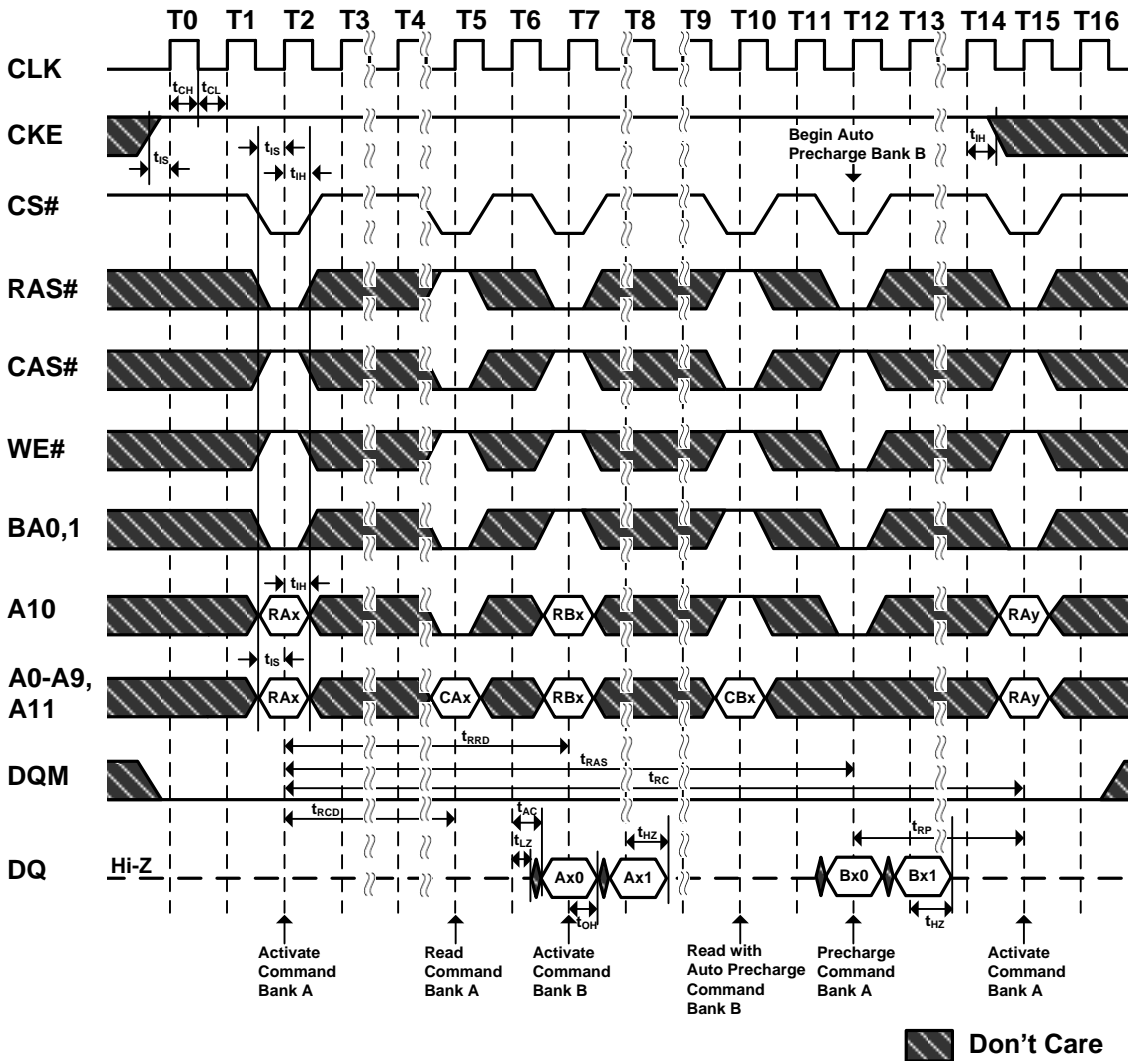 T0 T1 T2 T3 T4 T5 T6 T7 T8 T9 T10 T11 T12 T13 T14 T15 T16
CLK
tCH tCL
CKE
tIS
tIS
tIH
Begin Auto
Precharge Bank B
tIH
CS#
RAS#
CAS#
WE#
BA0,1
tIH
A10
RAx
RBx
RAy
tIS
A0-A9,
A11
RAx
CAx
RBx
CBx
RAy
tRRD
tRAS
tRC
DQM
tRCD
tAC
tLZ
tHZ
tRP
DQ
Hi-Z
Ax0
Ax1
Bx0
Bx1
tOH
tHZ
Activate
Command
Bank A
Read
Command
Bank A
Activate
Command
Bank B
Read with
Auto Precharge
Command
Bank B
Precharge
Command
Bank A
Activate
Command
Bank A
Don't Care